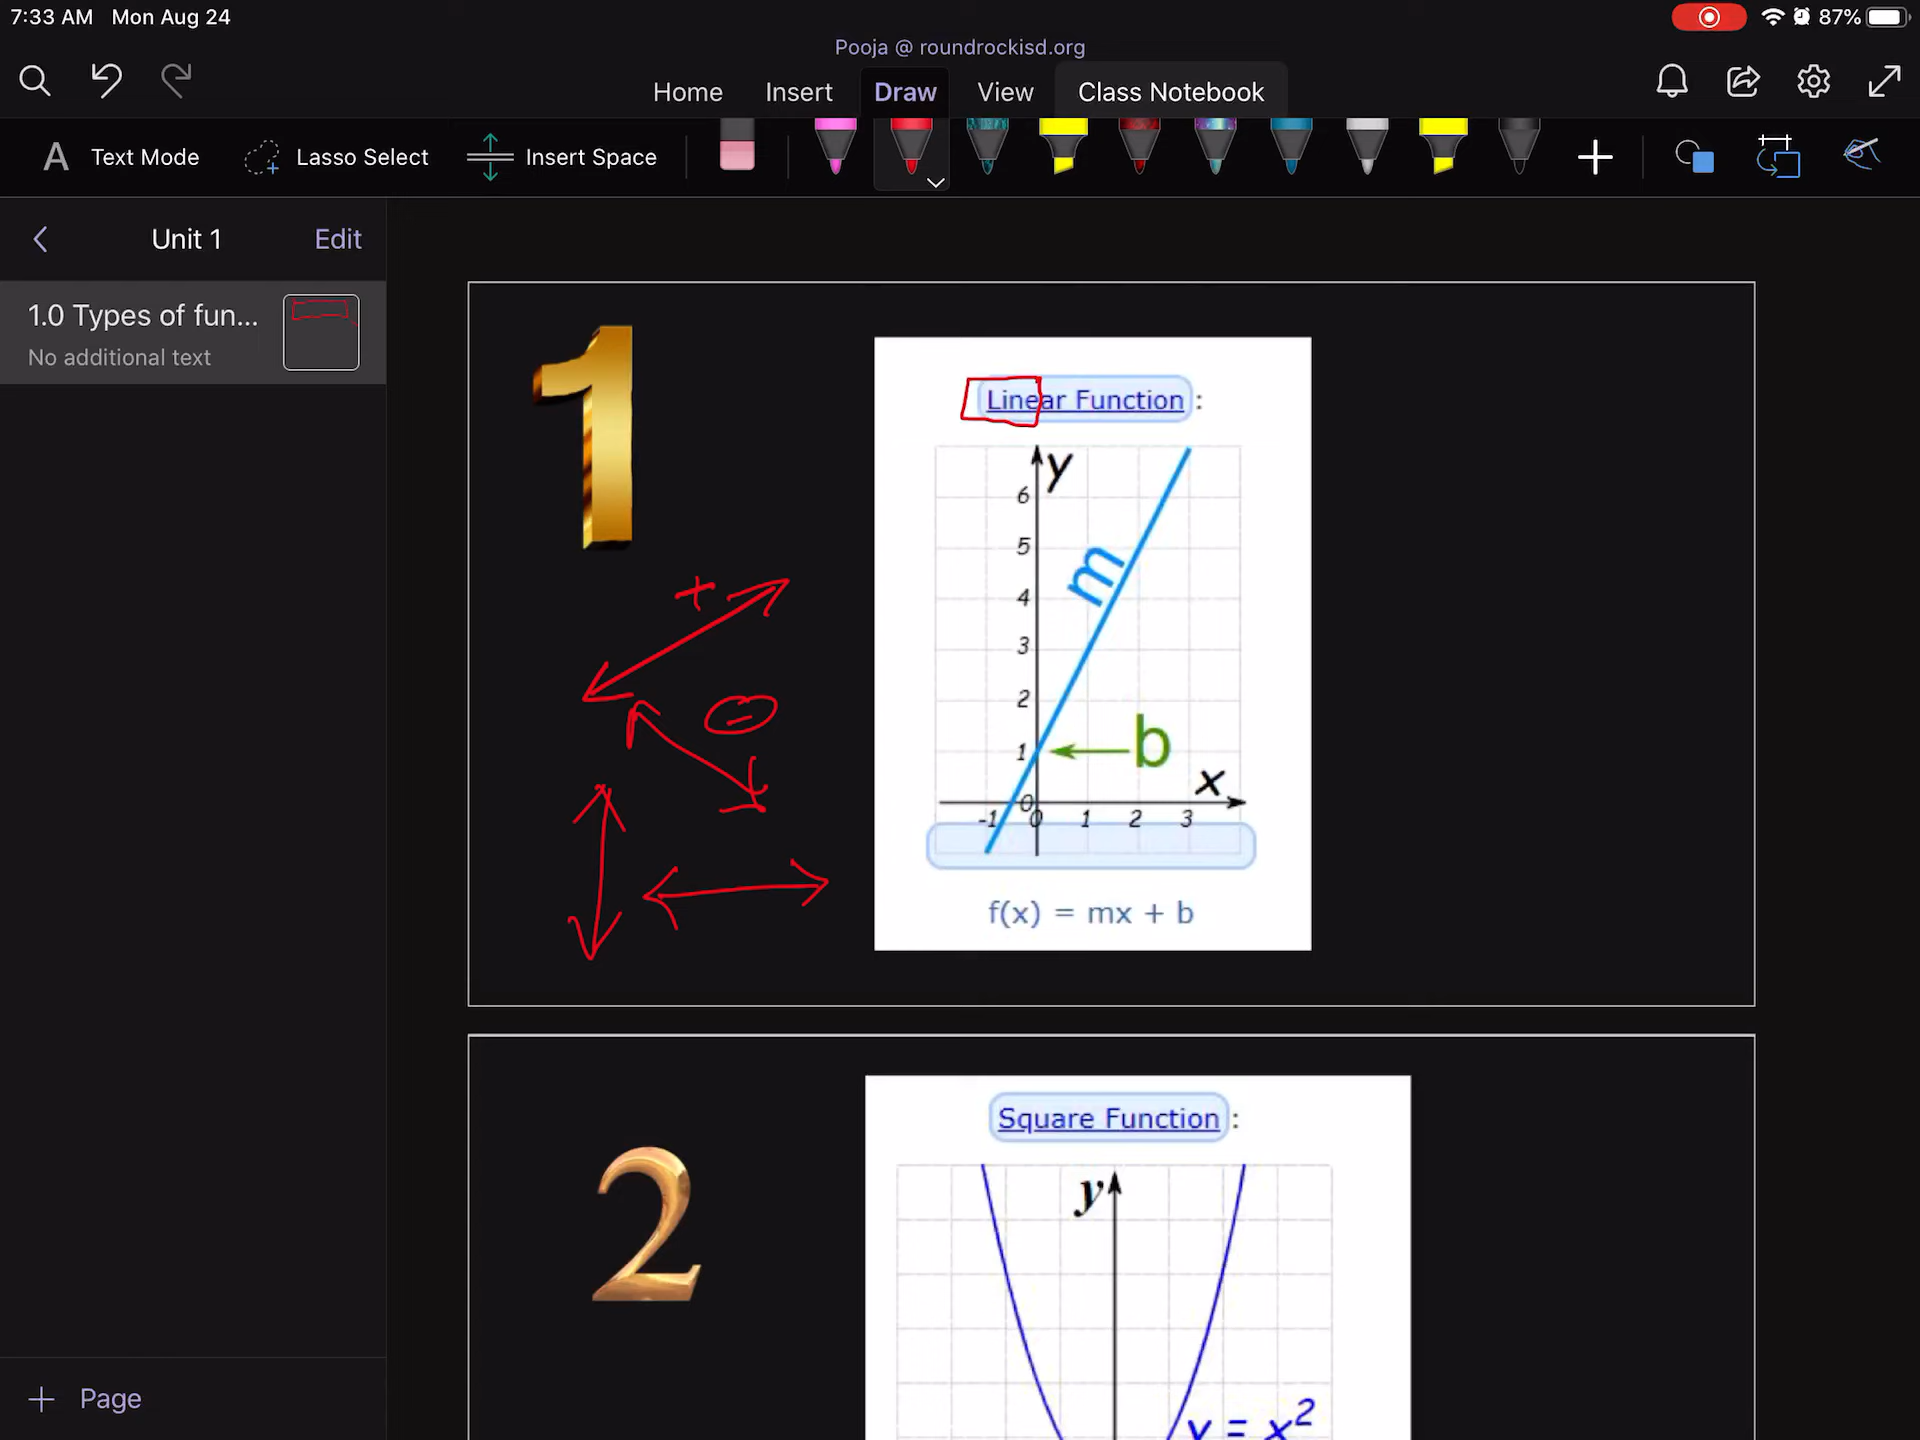 7:33 AM Mon Aug 24
87%
Pooja @ roundrockisd.org
Home Insert Draw View Class Notebook
A Text Mode Lasso Select Insert Space
Unit 1 Edit
1.0 Types of fun...
No additional text
1
Linear Function :
y
6
5
m
4
3
2
1 b
x
0
-1 0 1 2 3
f(x) = mx + b
+
-
2
Square Function :
y
y = x²
+ Page